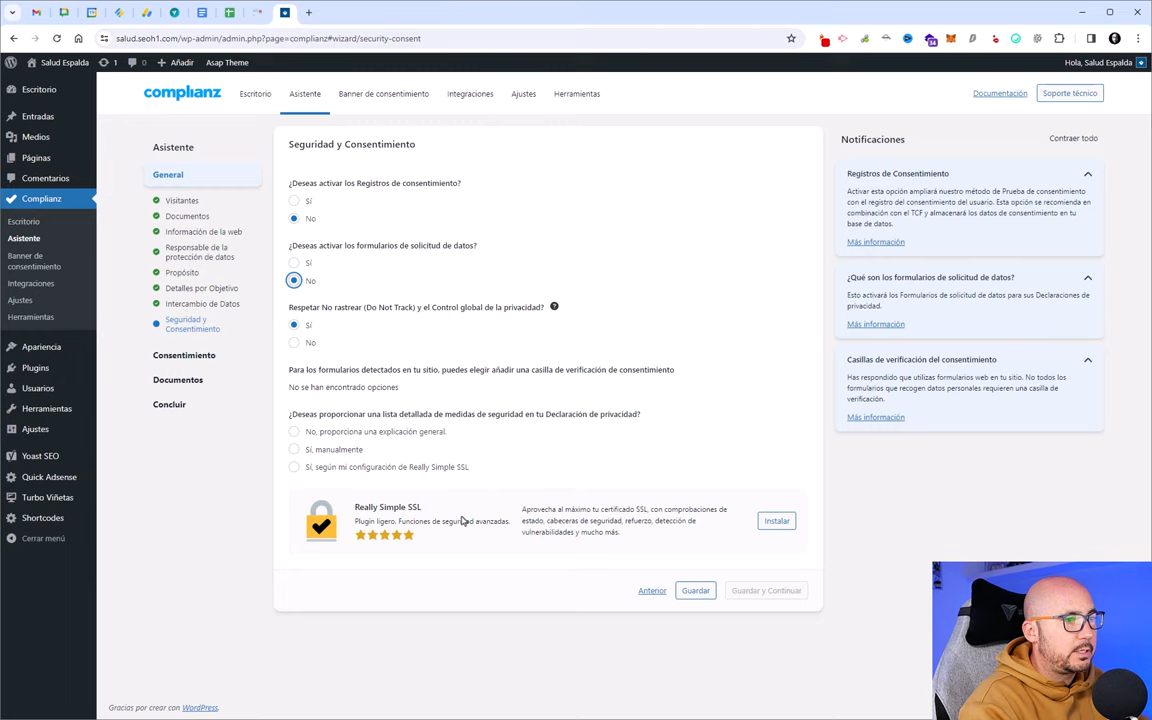 salud.seoh1.com/wp-admin/admin.php?page=complianz#wizard/security-consent
14
Salud Espalda
1
0
Añadir
Asap Theme
Hola, Salud Espalda
Escritorio
Entradas
Medios
Páginas
Comentarios
Complianz
Escritorio
Asistente
Banner de
consentimiento
Integraciones
Ajustes
Herramientas
Apariencia
Plugins
Usuarios
Herramientas
Ajustes
Yoast SEO
Quick Adsense
Turbo Viñetas
Shortcodes
Cerrar menú
complianz
Escritorio
Asistente
Banner de consentimiento
Integraciones
Ajustes
Herramientas
Documentación
Soporte técnico
Asistente
General
Visitantes
Documentos
Información de la web
Responsable de la
protección de datos
Propósito
Detalles por Objetivo
Intercambio de Datos
Seguridad y
Consentimiento
Consentimiento
Documentos
Concluir
Seguridad y Consentimiento
¿Deseas activar los Registros de consentimiento?
Sí
No
¿Deseas activar los formularios de solicitud de datos?
Sí
No
Respetar No rastrear (Do Not Track) y el Control global de la privacidad?
Sí
No
Para los formularios detectados en tu sitio, puedes elegir añadir una casilla de verificación de consentimiento
No se han encontrado opciones
¿Deseas proporcionar una lista detallada de medidas de seguridad en tu Declaración de privacidad?
No, proporciona una explicación general.
Sí, manualmente
Sí, según mi configuración de Really Simple SSL
Really Simple SSL
Plugin ligero. Funciones de seguridad avanzadas.
Aprovecha al máximo tu certificado SSL, con comprobaciones de
estado, cabeceras de seguridad, refuerzo, detección de
vulnerabilidades y mucho más.
Instalar
Anterior
Guardar
Guardar y Continuar
Notificaciones
Contraer todo
Registros de Consentimiento
Activar esta opción ampliará nuestro método de Prueba de consentimiento
con el registro del consentimiento del usuario. Esta opción se recomienda en
combinación con el TCF y almacenará los datos de consentimiento en tu
base de datos.
Más información
¿Qué son los formularios de solicitud de datos?
Esto activará los Formularios de solicitud de datos para sus Declaraciones de
privacidad.
Más información
Casillas de verificación del consentimiento
Has respondido que utilizas formularios web en tu sitio. No todos los
formularios que recogen datos personales requieren una casilla de
verificación.
Más información
Gracias por crear con WordPress.